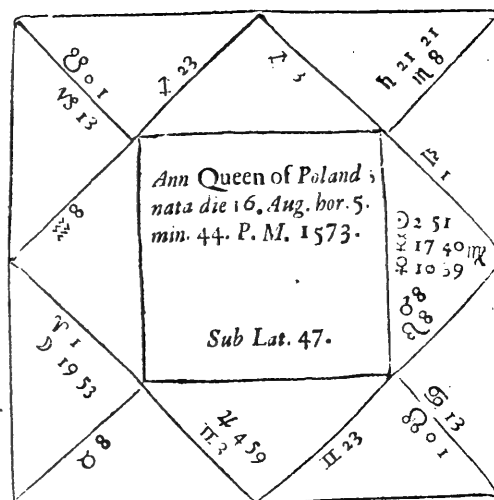 ☋ 0 1
♑ 13
♐ 23
♐ 3
♄ 21 21
♏ 8
♎ 1
Ann Queen of Poland ;
nata die 16. Aug. hor. 5.
min. 44. P. M. 1573.
Sub Lat. 47.
♒ 8
2 51
☿ 17 40 ♍
♀ 10 59
♂ 8
♌ 8
♈ 1
☽ 19 53
♉ 8
♃ 4 59
♊ 3
♊ 23
♋ 13
☊ 0 1